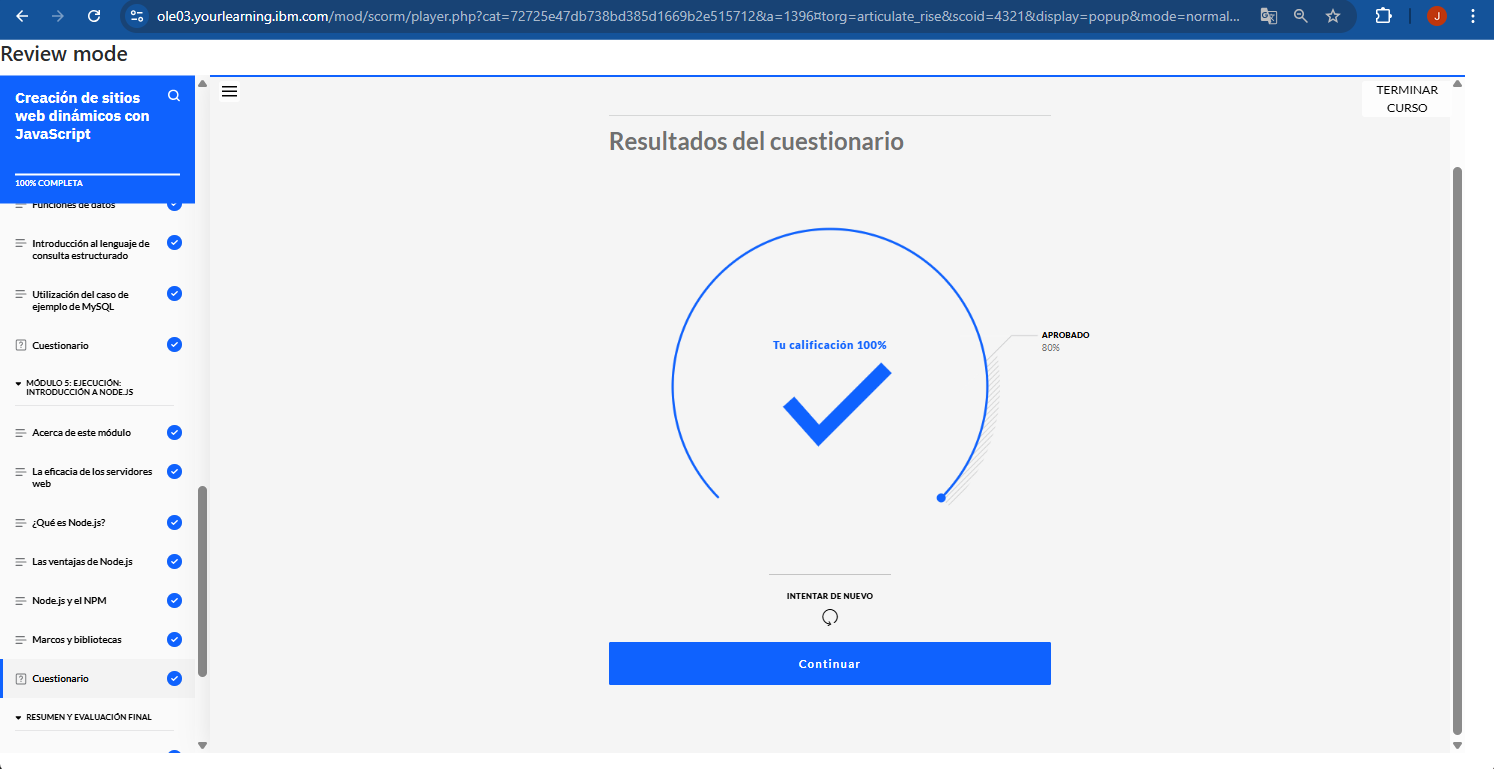 ole03.yourlearning.ibm.com/mod/scorm/player.php?cat=72725e47db738bd385d1669b2e515712&a=1396¤torg=articulate_rise&scoid=4321&display=popup&mode=normal...
J
Review mode
Creación de sitios
web dinámicos con
JavaScript
100% COMPLETA
Funciones de datos
Introducción al lenguaje de
consulta estructurado
Utilización del caso de
ejemplo de MySQL
Cuestionario
MÓDULO 5: EJECUCIÓN:
INTRODUCCIÓN A NODE.JS
Acerca de este módulo
La eficacia de los servidores
web
¿Qué es Node.js?
Las ventajas de Node.js
Node.js y el NPM
Marcos y bibliotecas
Cuestionario
RESUMEN Y EVALUACIÓN FINAL
TERMINAR
CURSO
Resultados del cuestionario
Tu calificación 100%
APROBADO
80%
INTENTAR DE NUEVO
Continuar